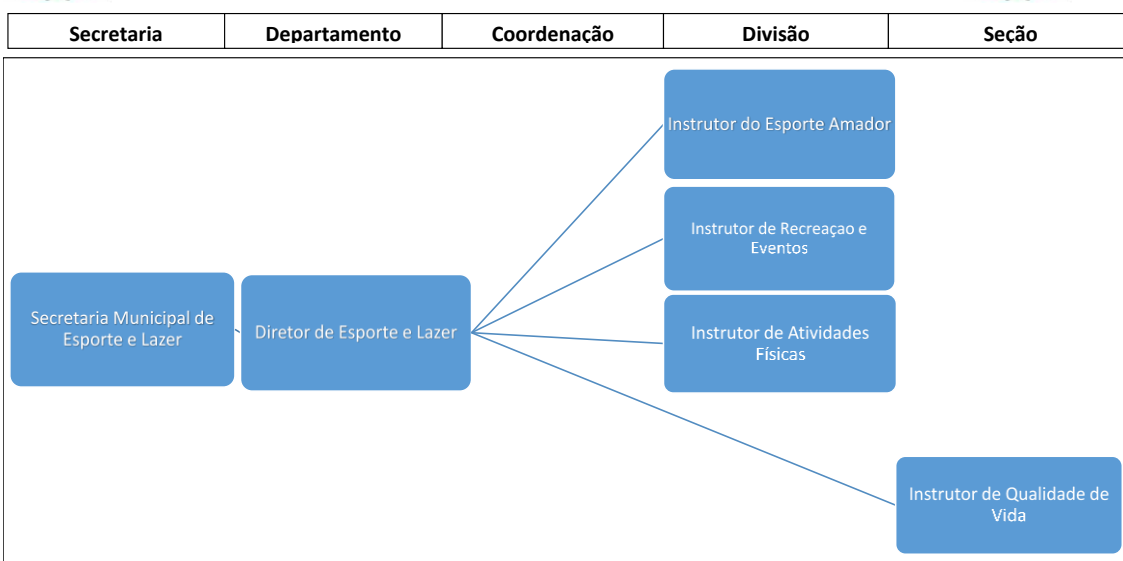 Secretaria Departamento Coordenação Divisão Seção
Instrutor do Esporte Amador
Instrutor de Recreaçao e
Eventos
Secretaria Municipal de
Esporte e Lazer
Diretor de Esporte e Lazer
Instrutor de Atividades
Físicas
Instrutor de Qualidade de
Vida